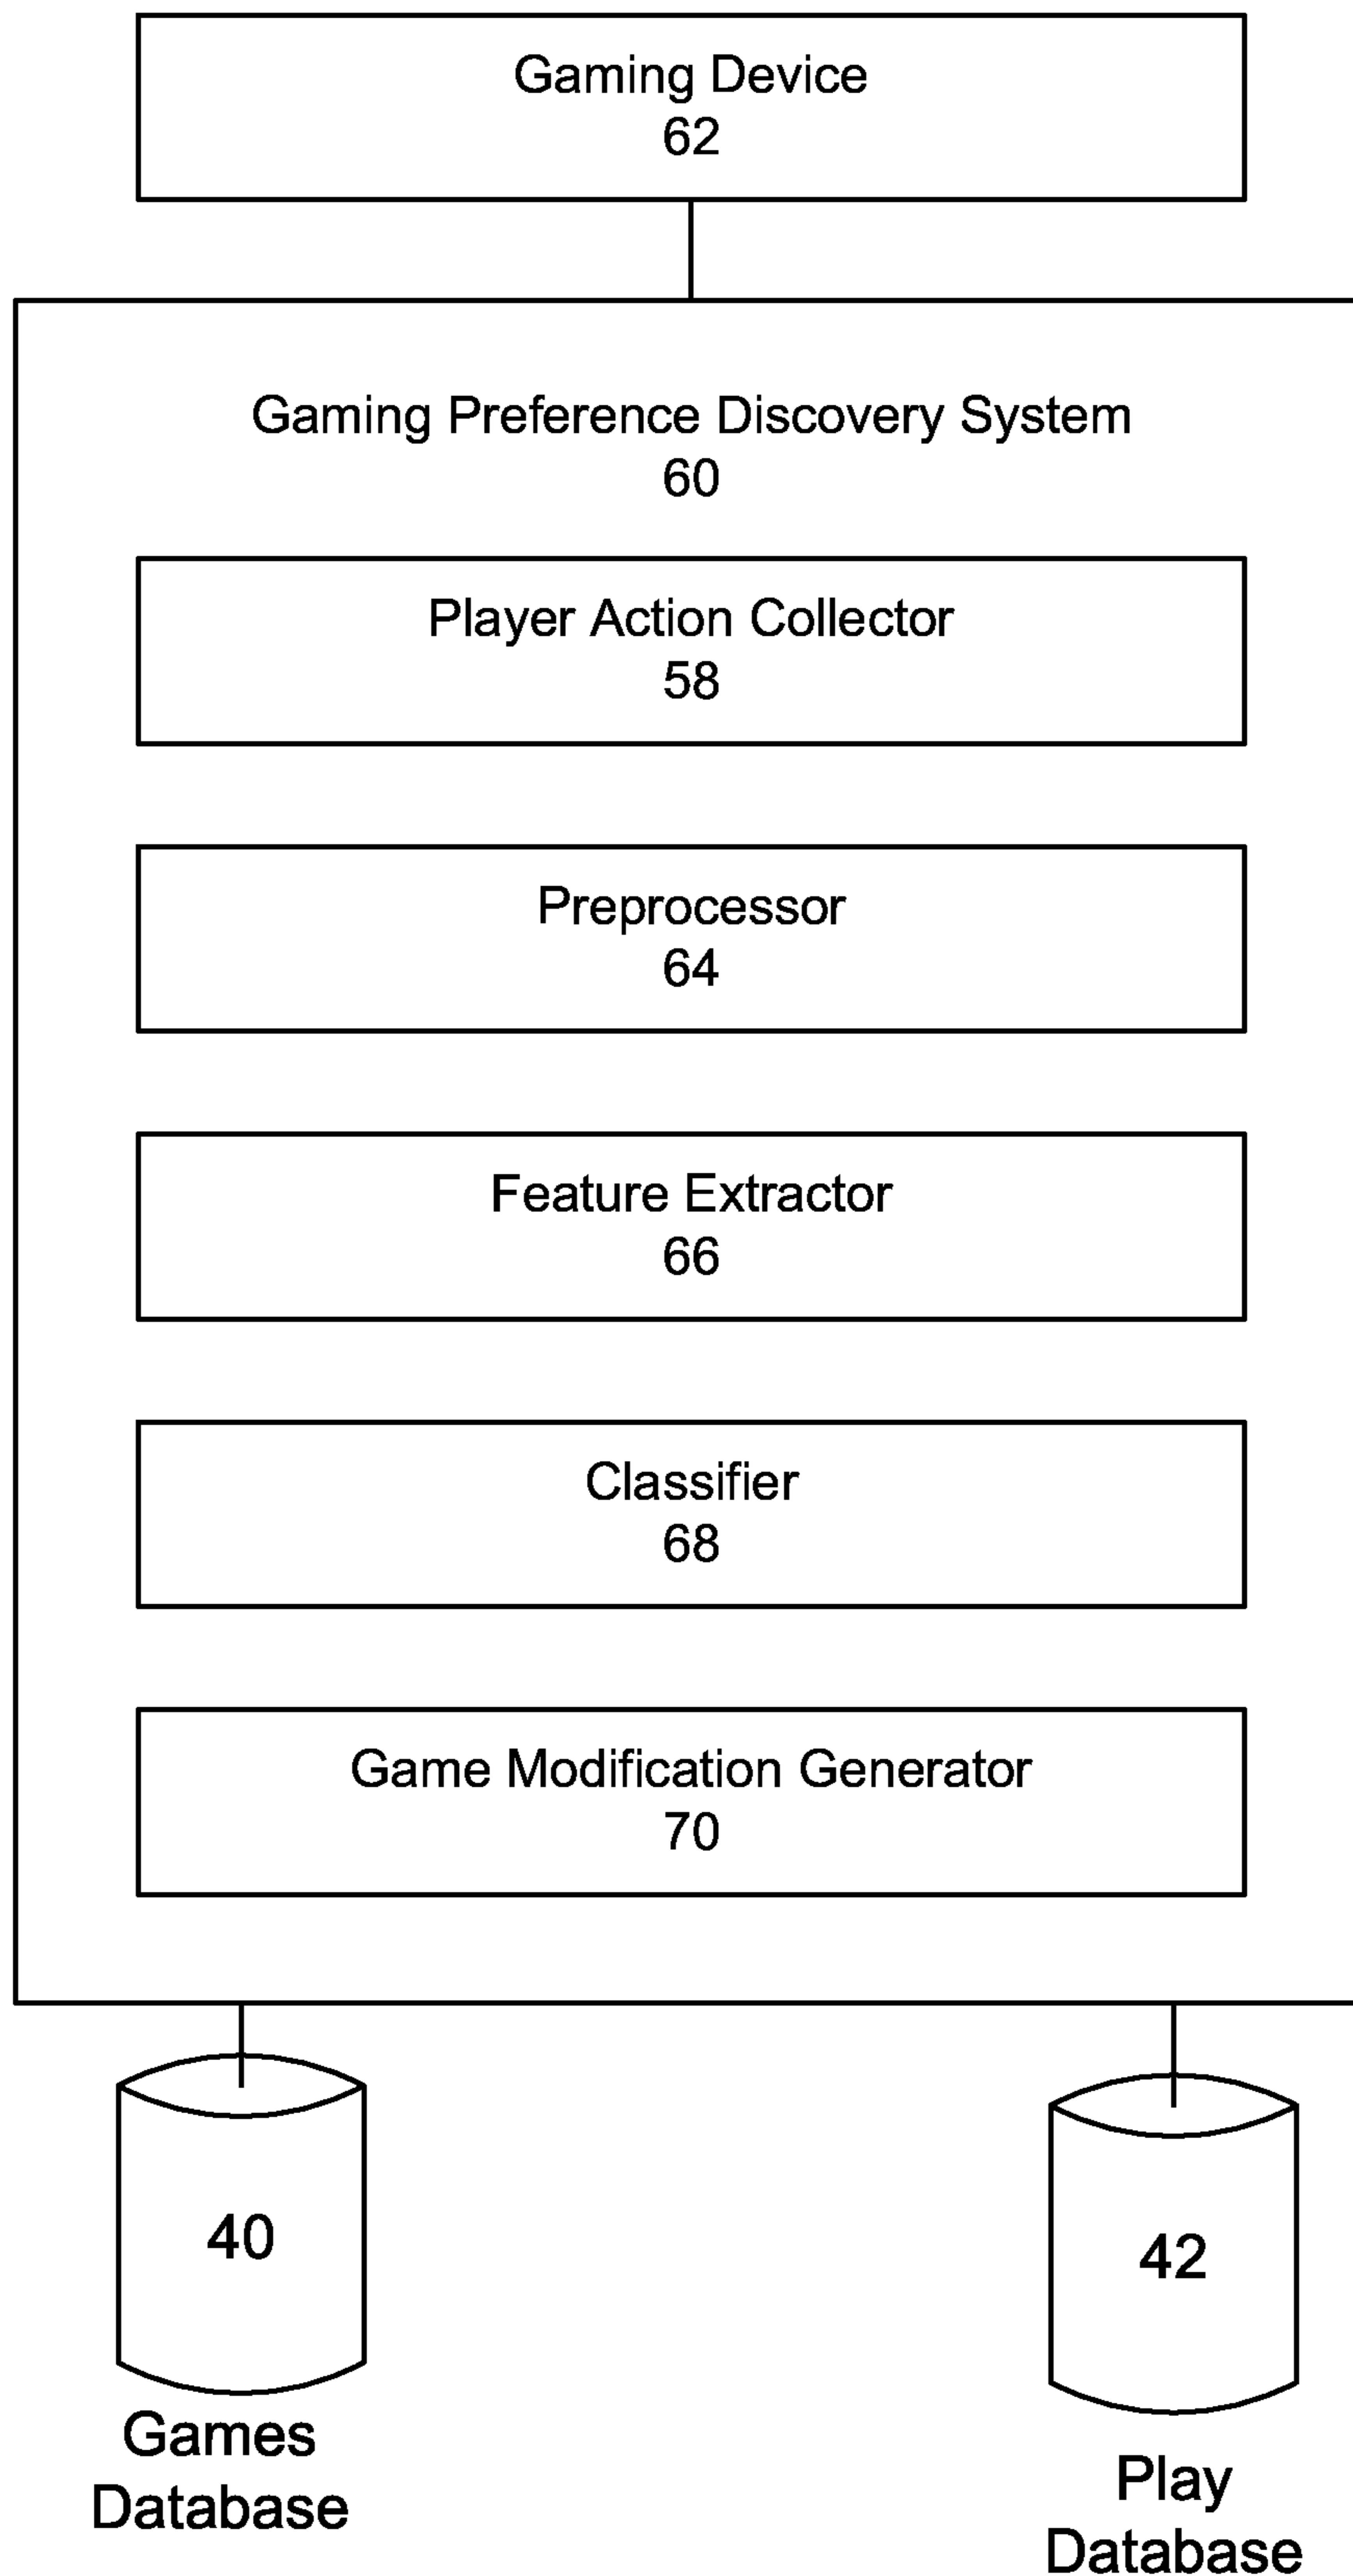 Gaming Device
62
Gaming Preference Discovery System
60
Player Action Collector
58
Preprocessor
64
Feature Extractor
66
Classifier
68
Game Modification Generator
70
40
Games
Database
42
Play
Database